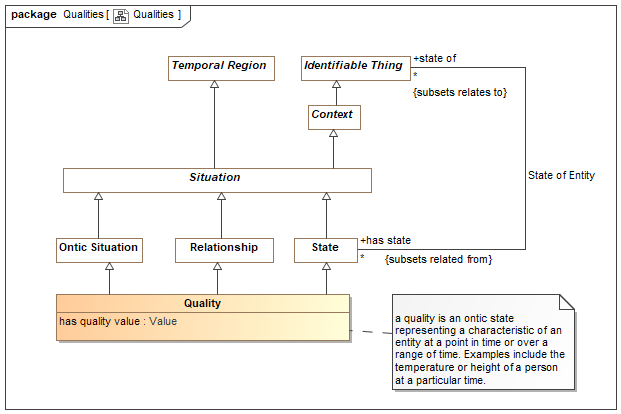 package Qualities [ Qualities ]
Temporal Region
Identifiable Thing
+state of
*
{subsets relates to}
Context
Situation
State of Entity
Ontic Situation
Relationship
State
+has state
*
{subsets related from}
Quality
has quality value : Value
a quality is an ontic state
representing a characteristic of an
entity at a point in time or over a
range of time. Examples include the
temperature or height of a person
at a particular time.